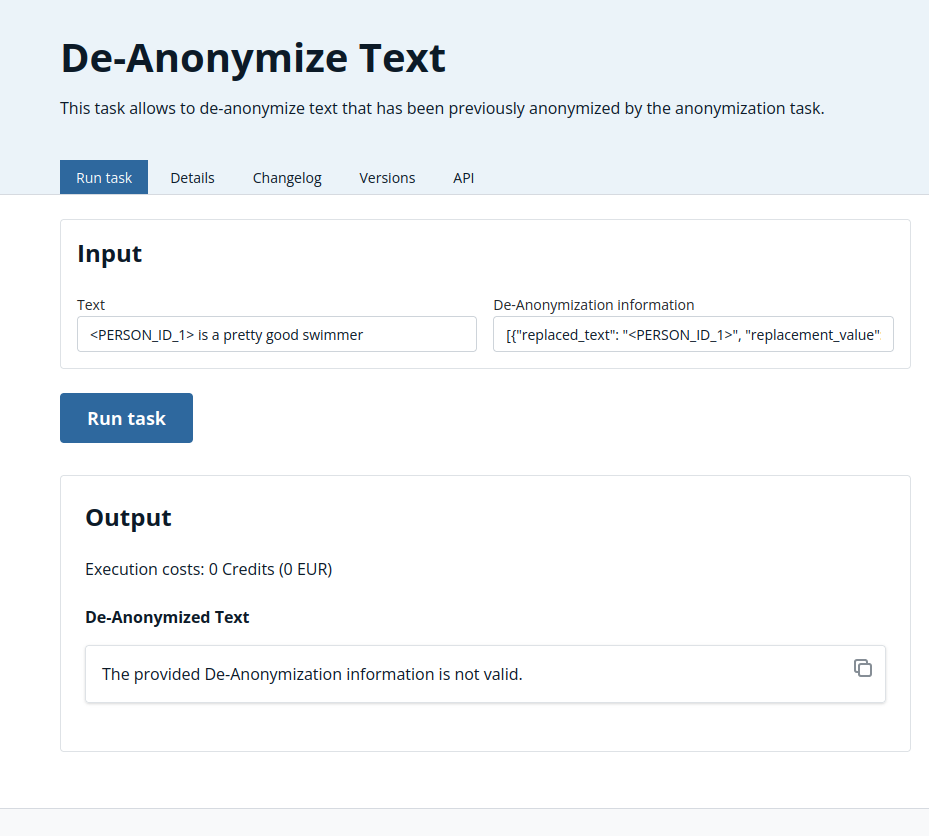 De-Anonymize Text
This task allows to de-anonymize text that has been previously anonymized by the anonymization task.
Run task Details Changelog Versions API
Input
Text De-Anonymization information
<PERSON_ID_1> is a pretty good swimmer [{"replaced_text": "<PERSON_ID_1>", "replacement_value"
Run task
Output
Execution costs: 0 Credits (0 EUR)
De-Anonymized Text
The provided De-Anonymization information is not valid.